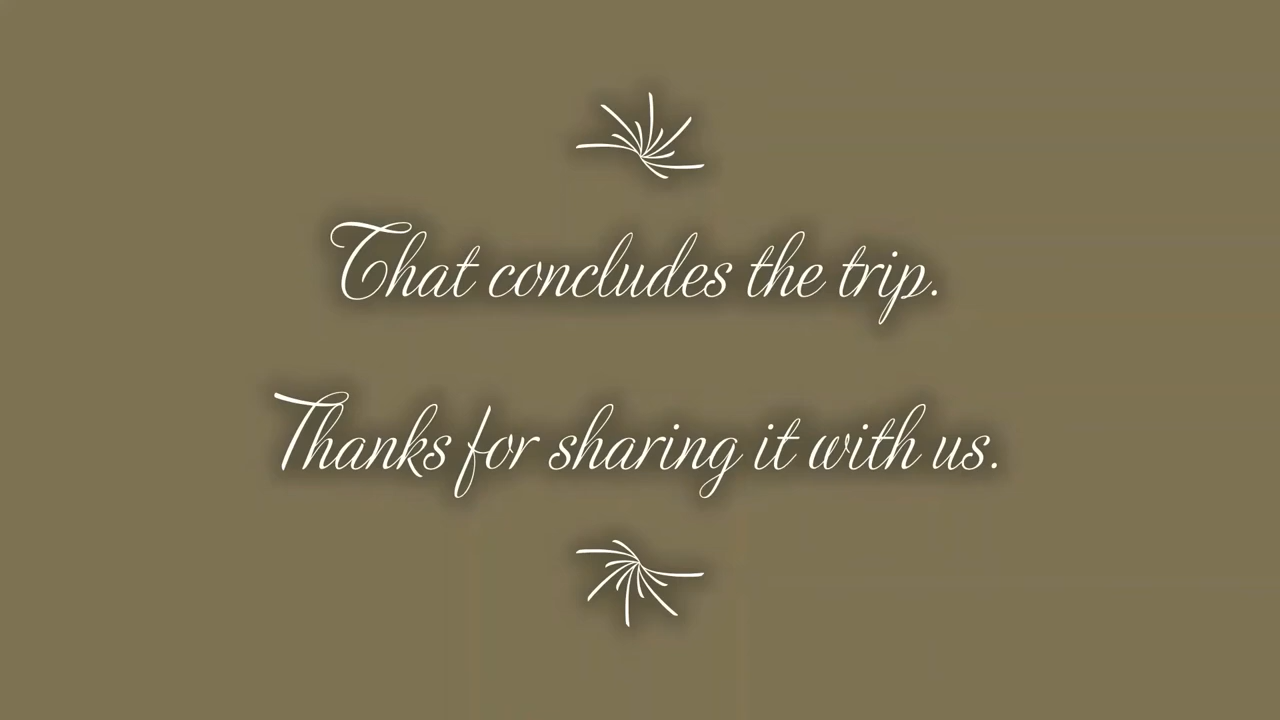 That concludes the trip.
Thanks for sharing it with us.